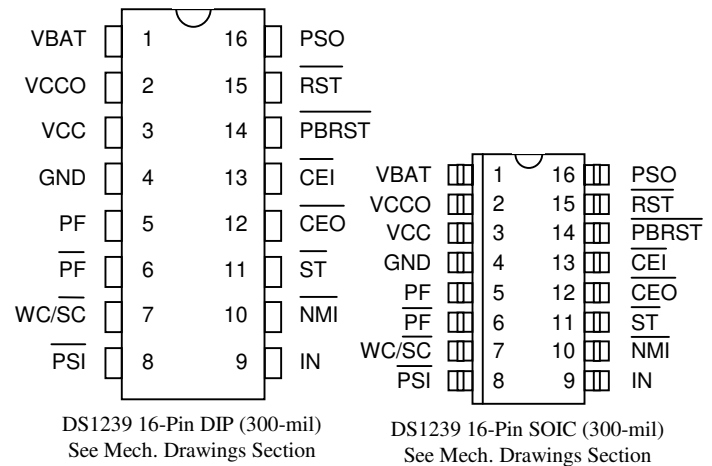 VBAT 1 16 PSO
VCCO 2 15 RST
VCC 3 14 PBRST
GND 4 13 CEI
PF 5 12 CEO
PF 6 11 ST
WC/SC 7 10 NMI
PSI 8 9 IN
DS1239 16-Pin DIP (300-mil)
See Mech. Drawings Section
VBAT 1 16 PSO
VCCO 2 15 RST
VCC 3 14 PBRST
GND 4 13 CEI
PF 5 12 CEO
PF 6 11 ST
WC/SC 7 10 NMI
PSI 8 9 IN
DS1239 16-Pin SOIC (300-mil)
See Mech. Drawings Section